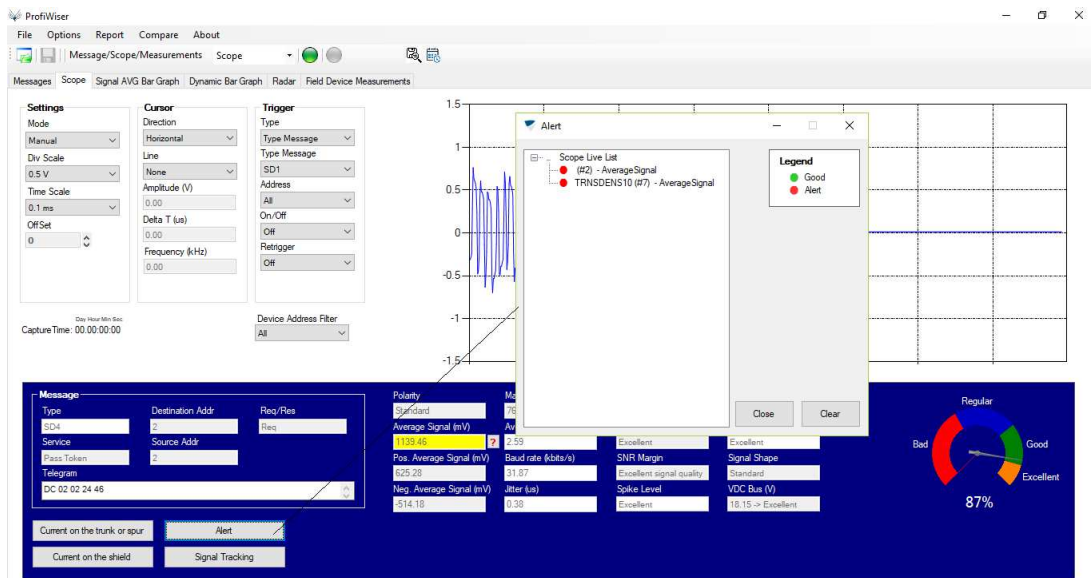 ProfiWiser
File Options Report Compare About
Message/Scope/Measurements Scope
Messages Scope Signal AVG Bar Graph Dynamic Bar Graph Radar Field Device Measurements
Settings
Mode
Manual
Div Scale
0.5 V
Time Scale
0.1 ms
OffSet
0
Cursor
Direction
Horizontal
Line
None
Amplitude (V)
0.00
Delta T (us)
0.00
Frequency (kHz)
0.00
Trigger
Type
Type Message
Type Message
SD1
Address
All
On/Off
Off
Retrigger
Off
Day Hour Min Sec
CaptureTime: 00.00:00:00
Device Address Filter
All
1.5
1
0.5
0
-0.5
-1
-1.5
Alert
Scope Live List
(#2) - AverageSignal
TRNSDENS10 (#7) - AverageSignal
Legend
Good
Alert
Close Clear
Message
Type Destination Addr Req/Res
SD4 2 Req
Service Source Addr
Pass Token 2
Telegram
DC 02 02 24 46
Current on the trunk or spur Alert
Current on the shield Signal Tracking
Polarity
Standard
Average Signal (mV)
1139.46 ? 2.59 Excellent Excellent
Pos. Average Signal (mV) Baud rate (kbits/s) SNR Margin Signal Shape
625.28 31.87 Excellent signal quality Standard
Neg. Average Signal (mV) Jitter (us) Spike Level VDC Bus (V)
-514.18 0.38 Excellent 18.15 -> Excellent
Regular
Bad Good
Excellent
87%